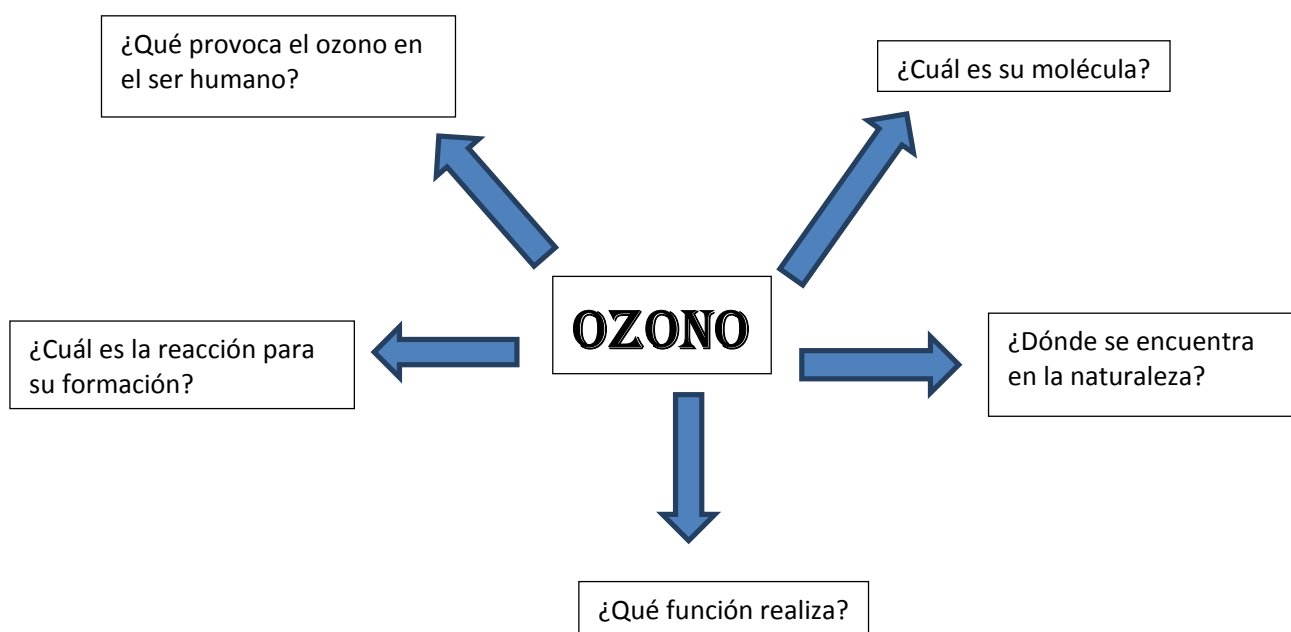 ¿Qué provoca el ozono en
el ser humano?
¿Cuál es su molécula?
OZONO
¿Cuál es la reacción para
su formación?
¿Dónde se encuentra
en la naturaleza?
¿Qué función realiza?